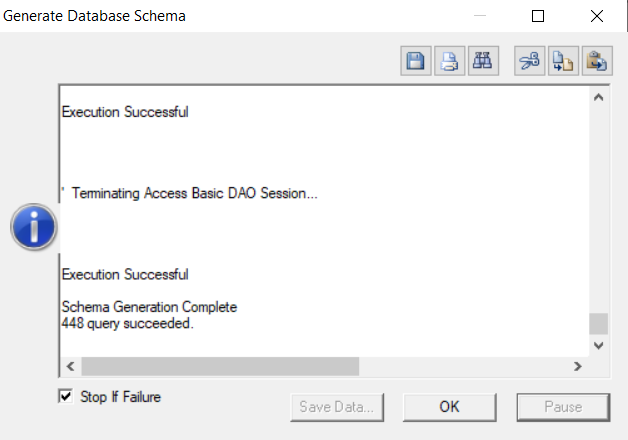 Generate Database Schema
Execution Successful
' Terminating Access Basic DAO Session...
Execution Successful
Schema Generation Complete
448 query succeeded.
Stop If Failure
Save Data...
OK
Pause